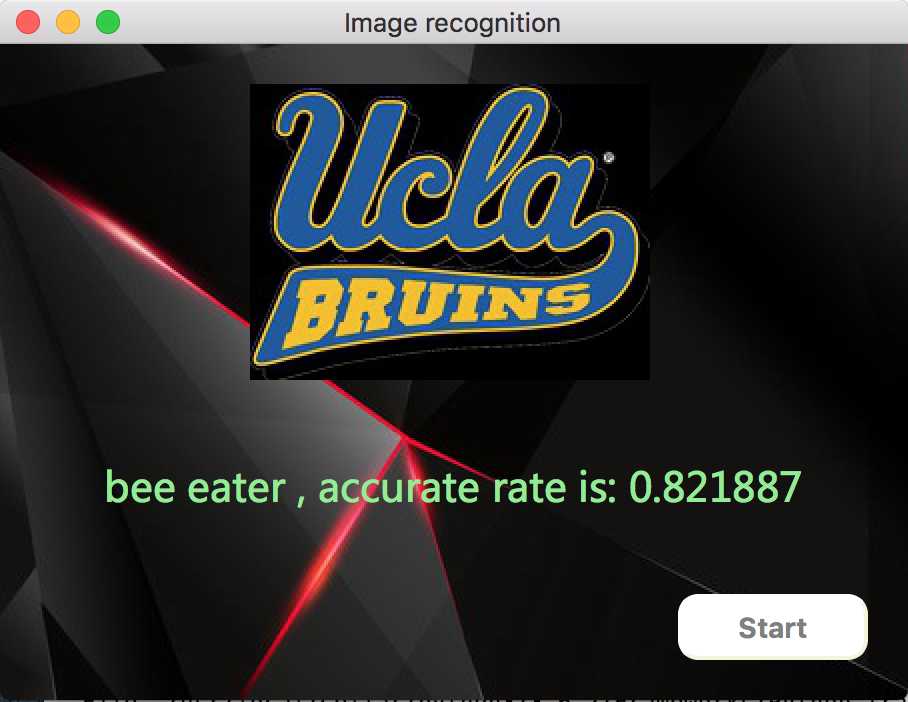 Image recognition
Ucla
BRUINS
bee eater , accurate rate is: 0.821887
Start